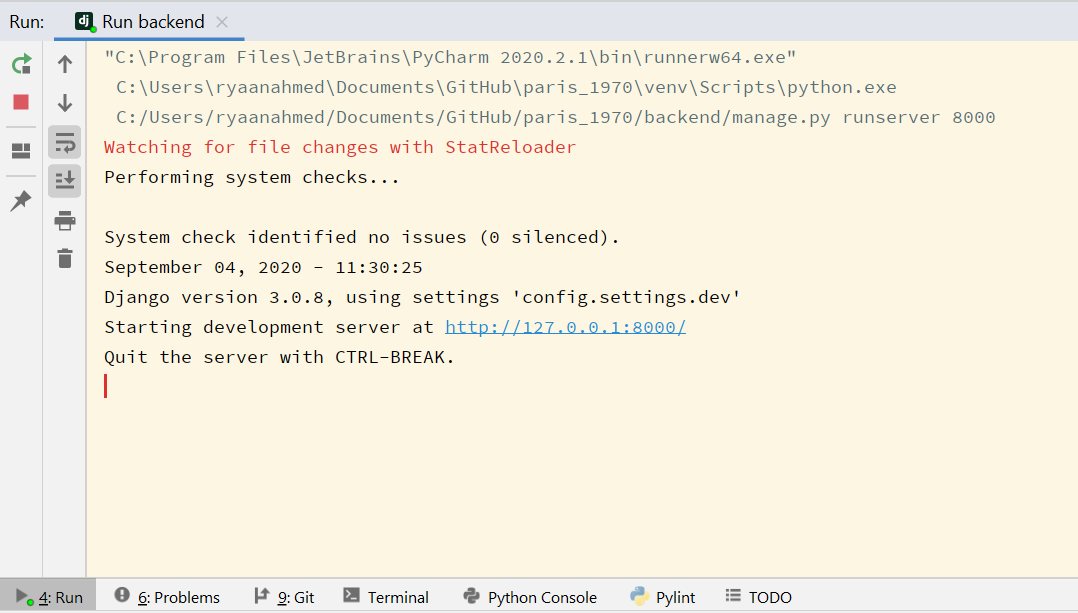 Run: dj Run backend
"C:\Program Files\JetBrains\PyCharm 2020.2.1\bin\runnerw64.exe"
C:\Users\ryaanahmed\Documents\GitHub\paris_1970\venv\Scripts\python.exe
C:/Users/ryaanahmed/Documents/GitHub/paris_1970/backend/manage.py runserver 8000
Watching for file changes with StatReloader
Performing system checks...
System check identified no issues (0 silenced).
September 04, 2020 - 11:30:25
Django version 3.0.8, using settings 'config.settings.dev'
Starting development server at http://127.0.0.1:8000/
Quit the server with CTRL-BREAK.
4: Run 6: Problems 9: Git Terminal Python Console Pylint TODO